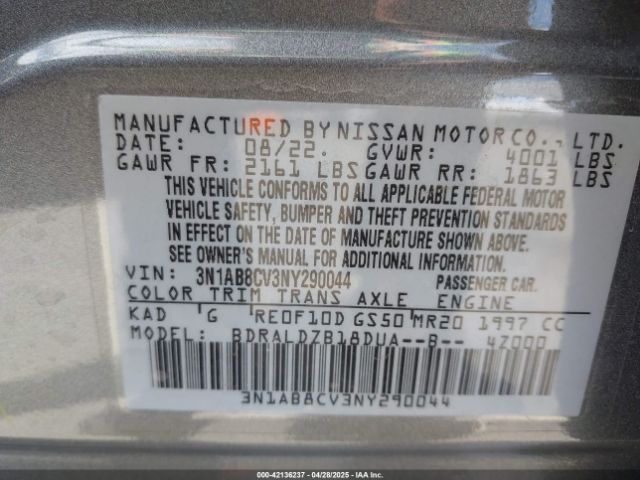 MANUFACTURED BY NISSAN MOTOR CO., LTD.
DATE: 08/22. GVWR: 4001 LBS
GAWR FR: 2161 LBS GAWR RR: 1863 LBS
THIS VEHICLE CONFORMS TO ALL APPLICABLE FEDERAL MOTOR
VEHICLE SAFETY, BUMPER AND THEFT PREVENTION STANDARDS
IN EFFECT ON THE DATE OF MANUFACTURE SHOWN ABOVE.
SEE OWNER'S MANUAL FOR ADDITIONAL INFORMATION.
VIN: 3N1AB8CV3NY290044 PASSENGER CAR.
COLOR TRIM TRANS AXLE ENGINE
KAD G RE0F10D GS50 MR20 1997 CC
MODEL: BDRALDZB18DUA--B-- 4Z000
3N1AB8CV3NY290044
000-42136237 - 04/28/2025 - IAAI.COM